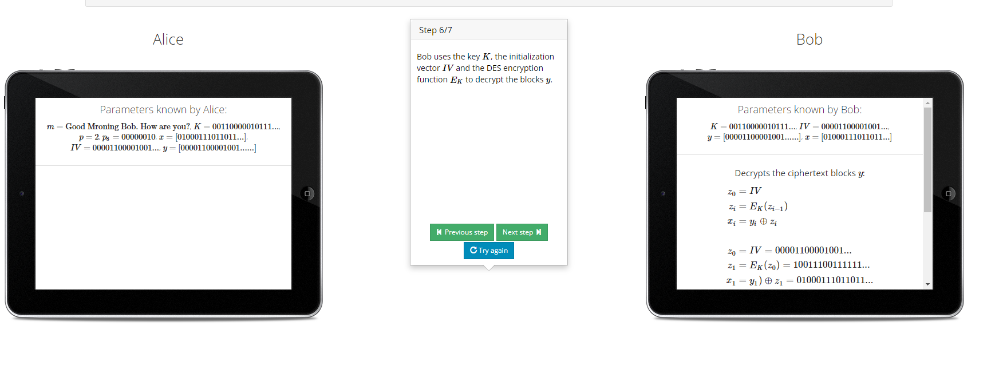 Alice
Step 6/7
Bob
Bob uses the key K, the initialization
vector IV and the DES encryption
function E_K to decrypt the blocks y.
Previous step
Next step
Try again
Parameters known by Alice:
m = Good Mroning Bob. How are you?, K = 00110000010111...,
p = 2, p_8 = 00000010, x = [01000111011011...],
IV = 00001100001001..., y = [00001100001001......]
Parameters known by Bob:
K = 00110000010111..., IV = 00001100001001...,
y = [00001100001001......], x = [01000111011011...]
Decrypts the ciphertext blocks y:
z_0 = IV
z_i = E_K(z_{i−1})
x_i = y_i ⊕ z_i
z_0 = IV = 00001100001001...
z_1 = E_K(z_0) = 10011100111111...
x_1 = y_1) ⊕ z_1 = 01000111011011...